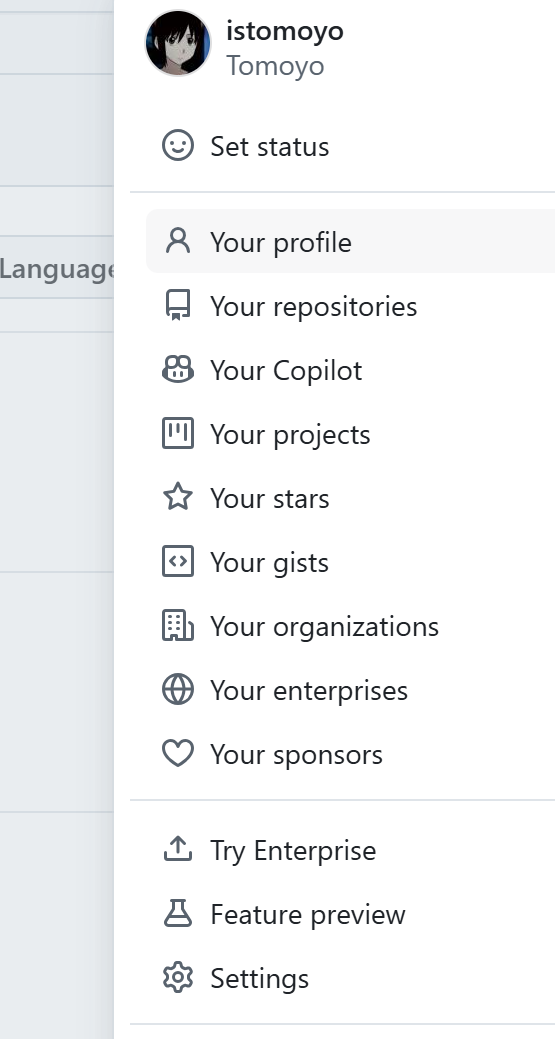 istomoyo
Tomoyo
Set status
Language
Your profile
Your repositories
Your Copilot
Your projects
Your stars
Your gists
Your organizations
Your enterprises
Your sponsors
Try Enterprise
Feature preview
Settings